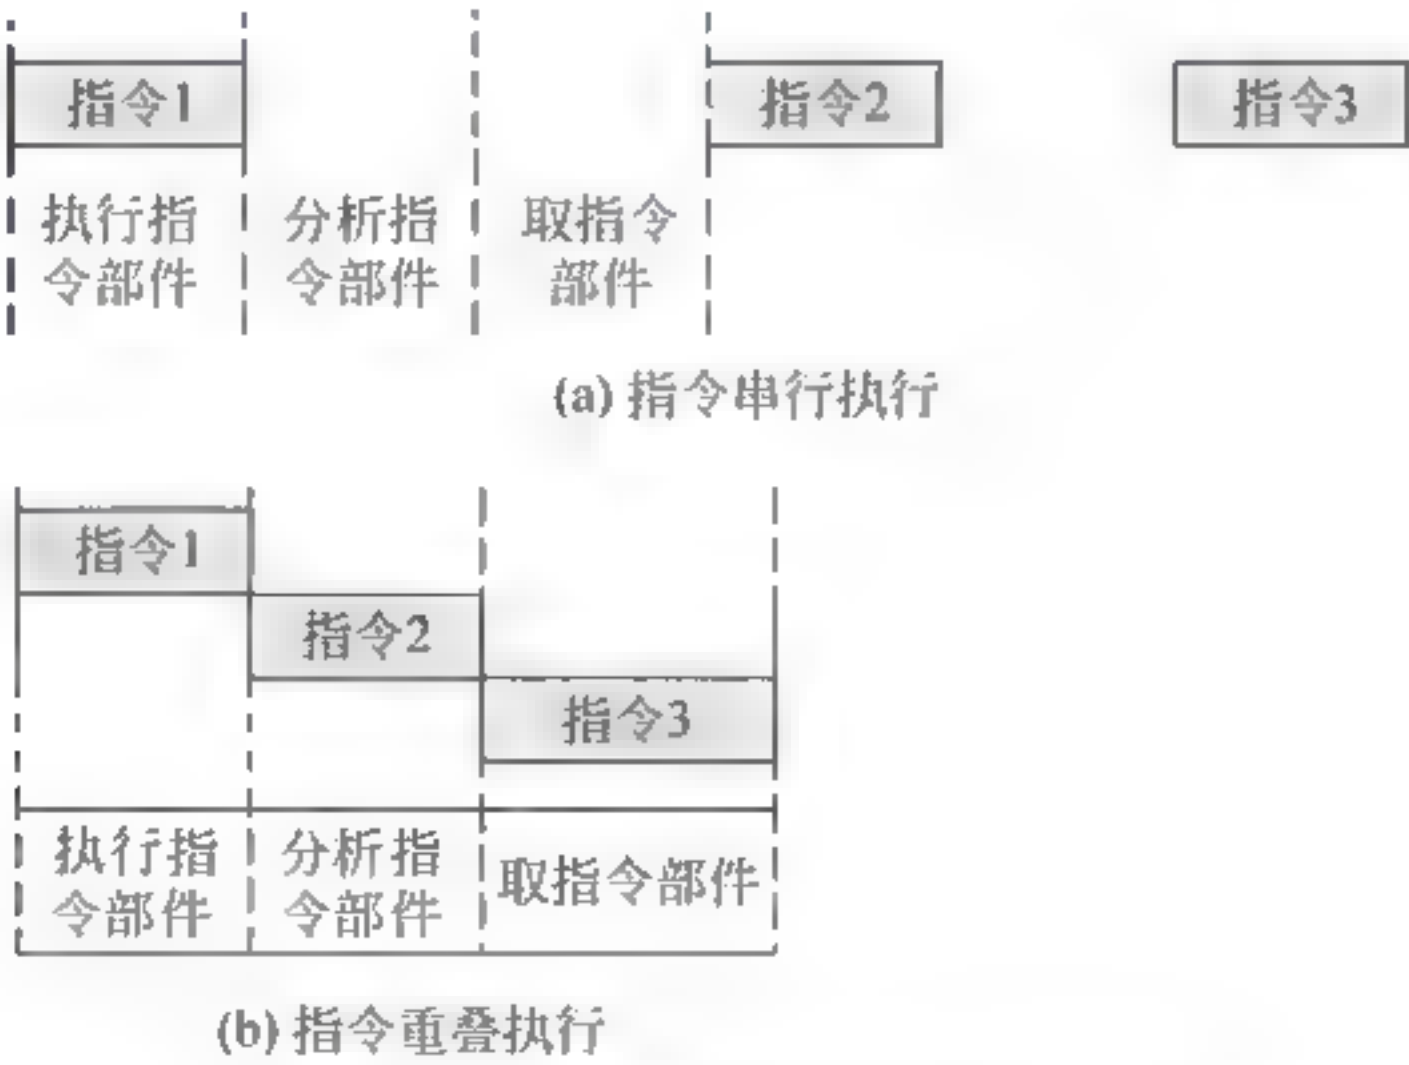 指令1
指令2
指令3
执行指
令部件
分析指
令部件
取指令
部件
(a) 指令串行执行
指令1
指令2
指令3
执行指
令部件
分析指
令部件
取指令部件
(b) 指令重叠执行